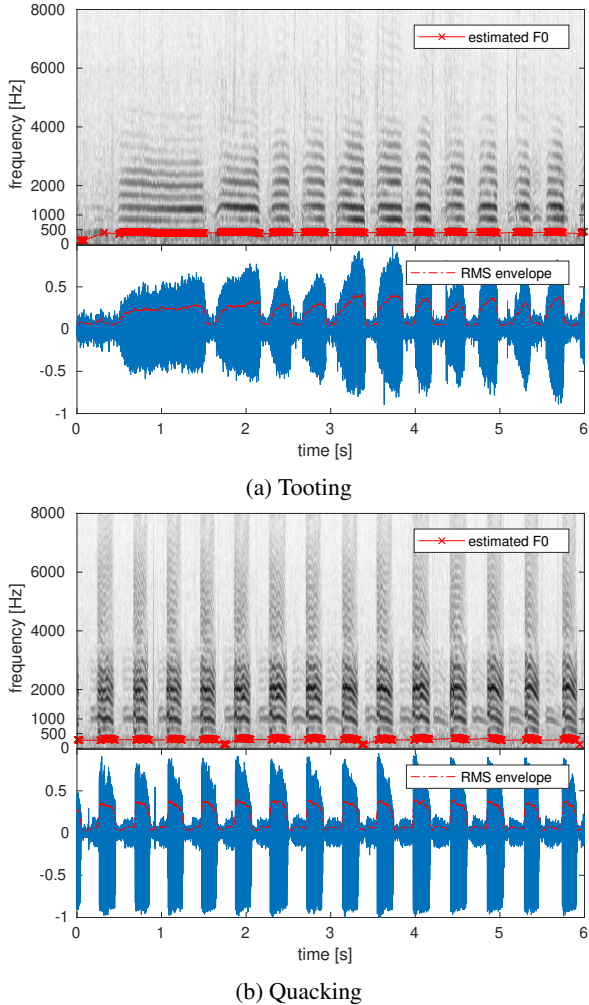 8000
6000
4000
2000
1000
500
0
frequency [Hz]
estimated F0
0.5
0
-0.5
-1
RMS envelope
0 1 2 3 4 5 6
time [s]
(a) Tooting
8000
6000
4000
2000
1000
500
0
frequency [Hz]
estimated F0
0.5
0
-0.5
-1
RMS envelope
0 1 2 3 4 5 6
time [s]
(b) Quacking